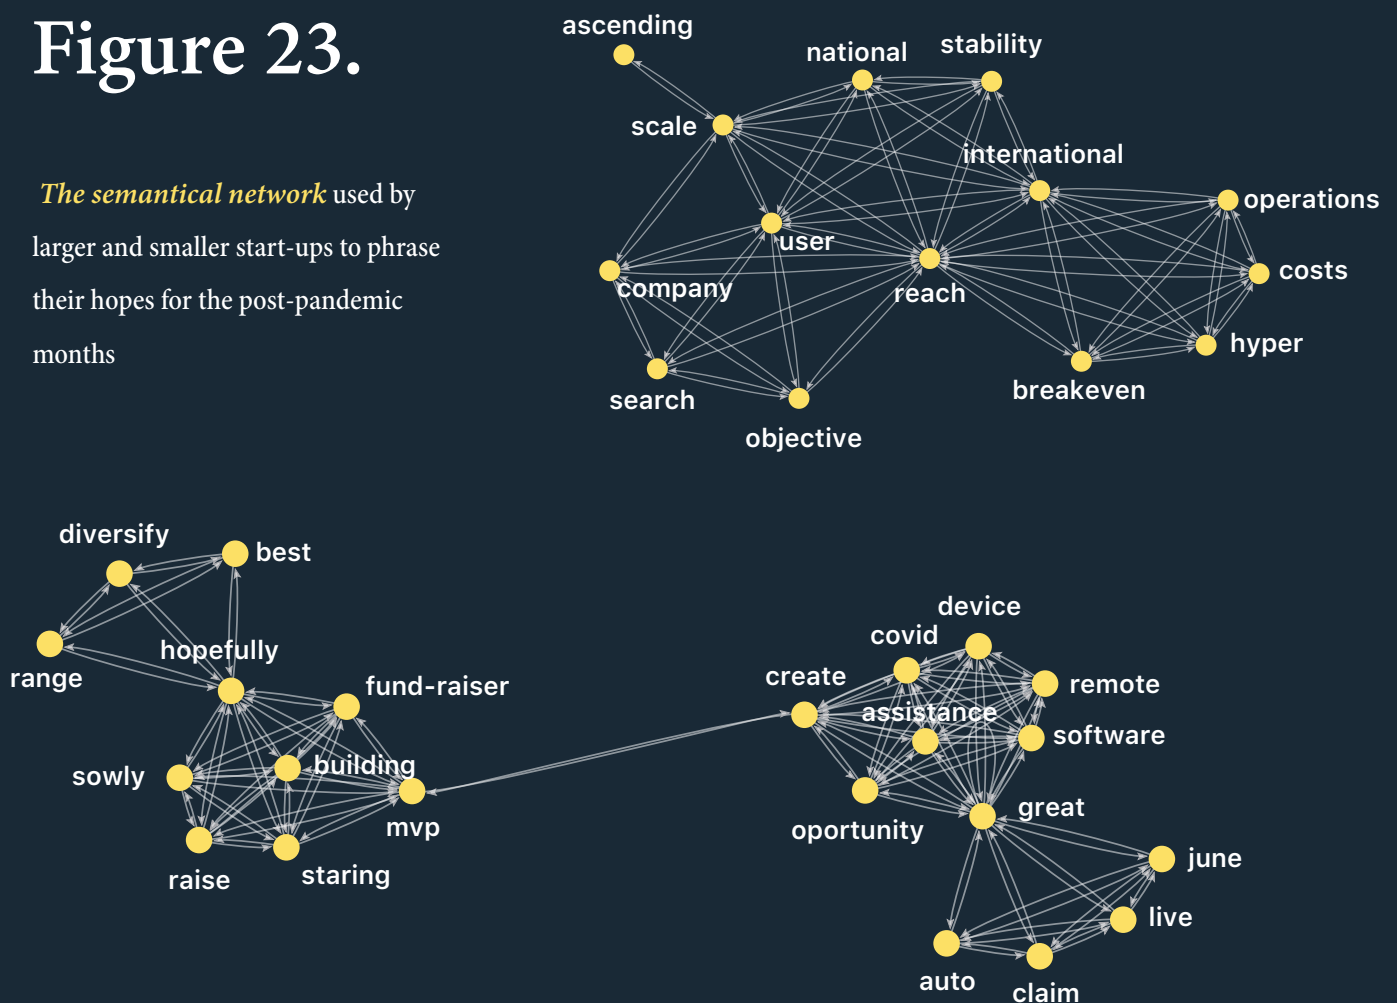 Figure 23.
The semantical network used by
larger and smaller start-ups to phrase
their hopes for the post-pandemic
months
ascending
national
stability
scale
international
operations
user
costs
company
reach
hyper
breakeven
search
objective
diversify
best
hopefully
range
fund-raiser
sowly
building
mvp
raise
staring
device
covid
create
remote
assistance
software
great
oportunity
june
live
auto
claim